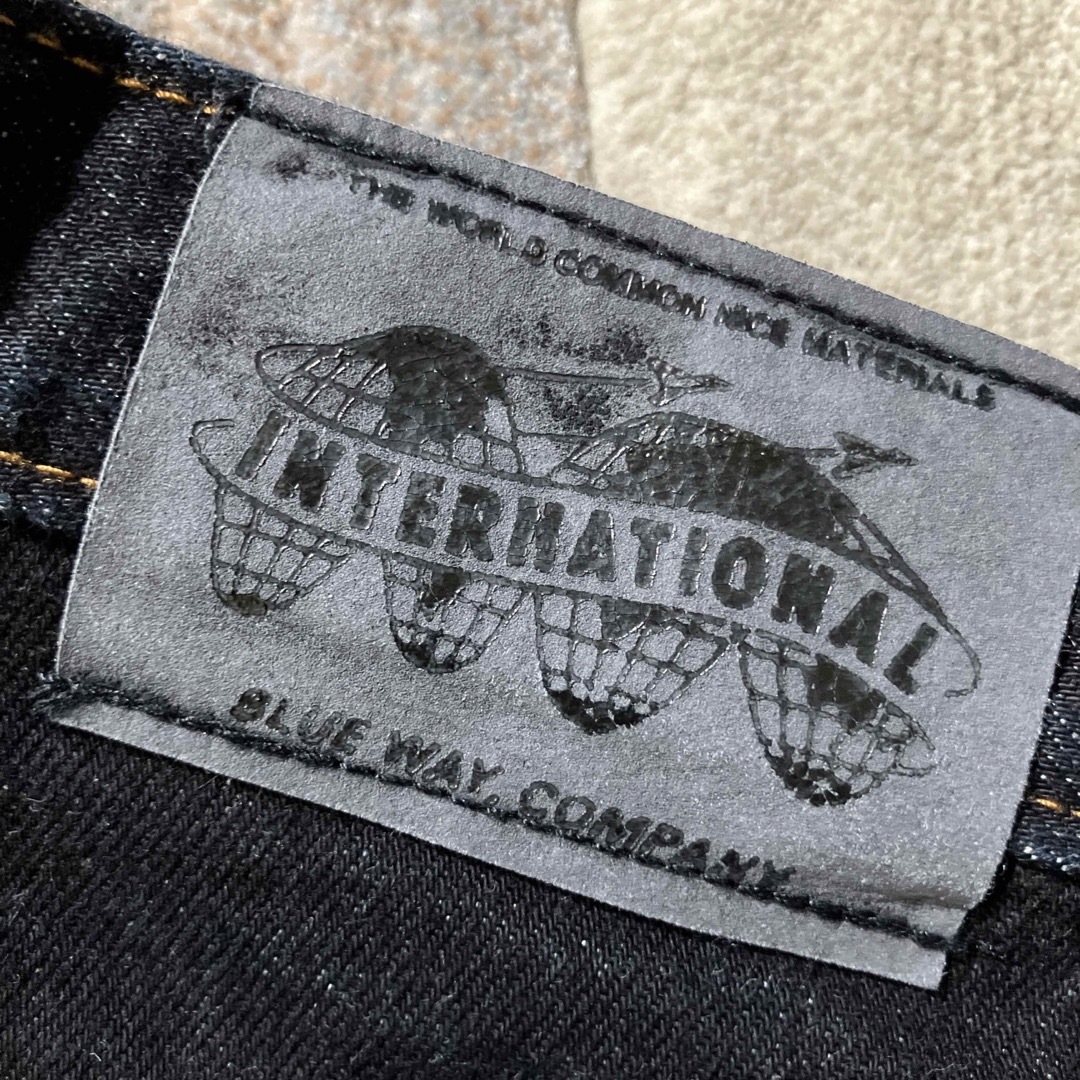 THE WORLD COMMON NICE MATERIALS
INTERNATIONAL
BLUE WAY, COMPANY